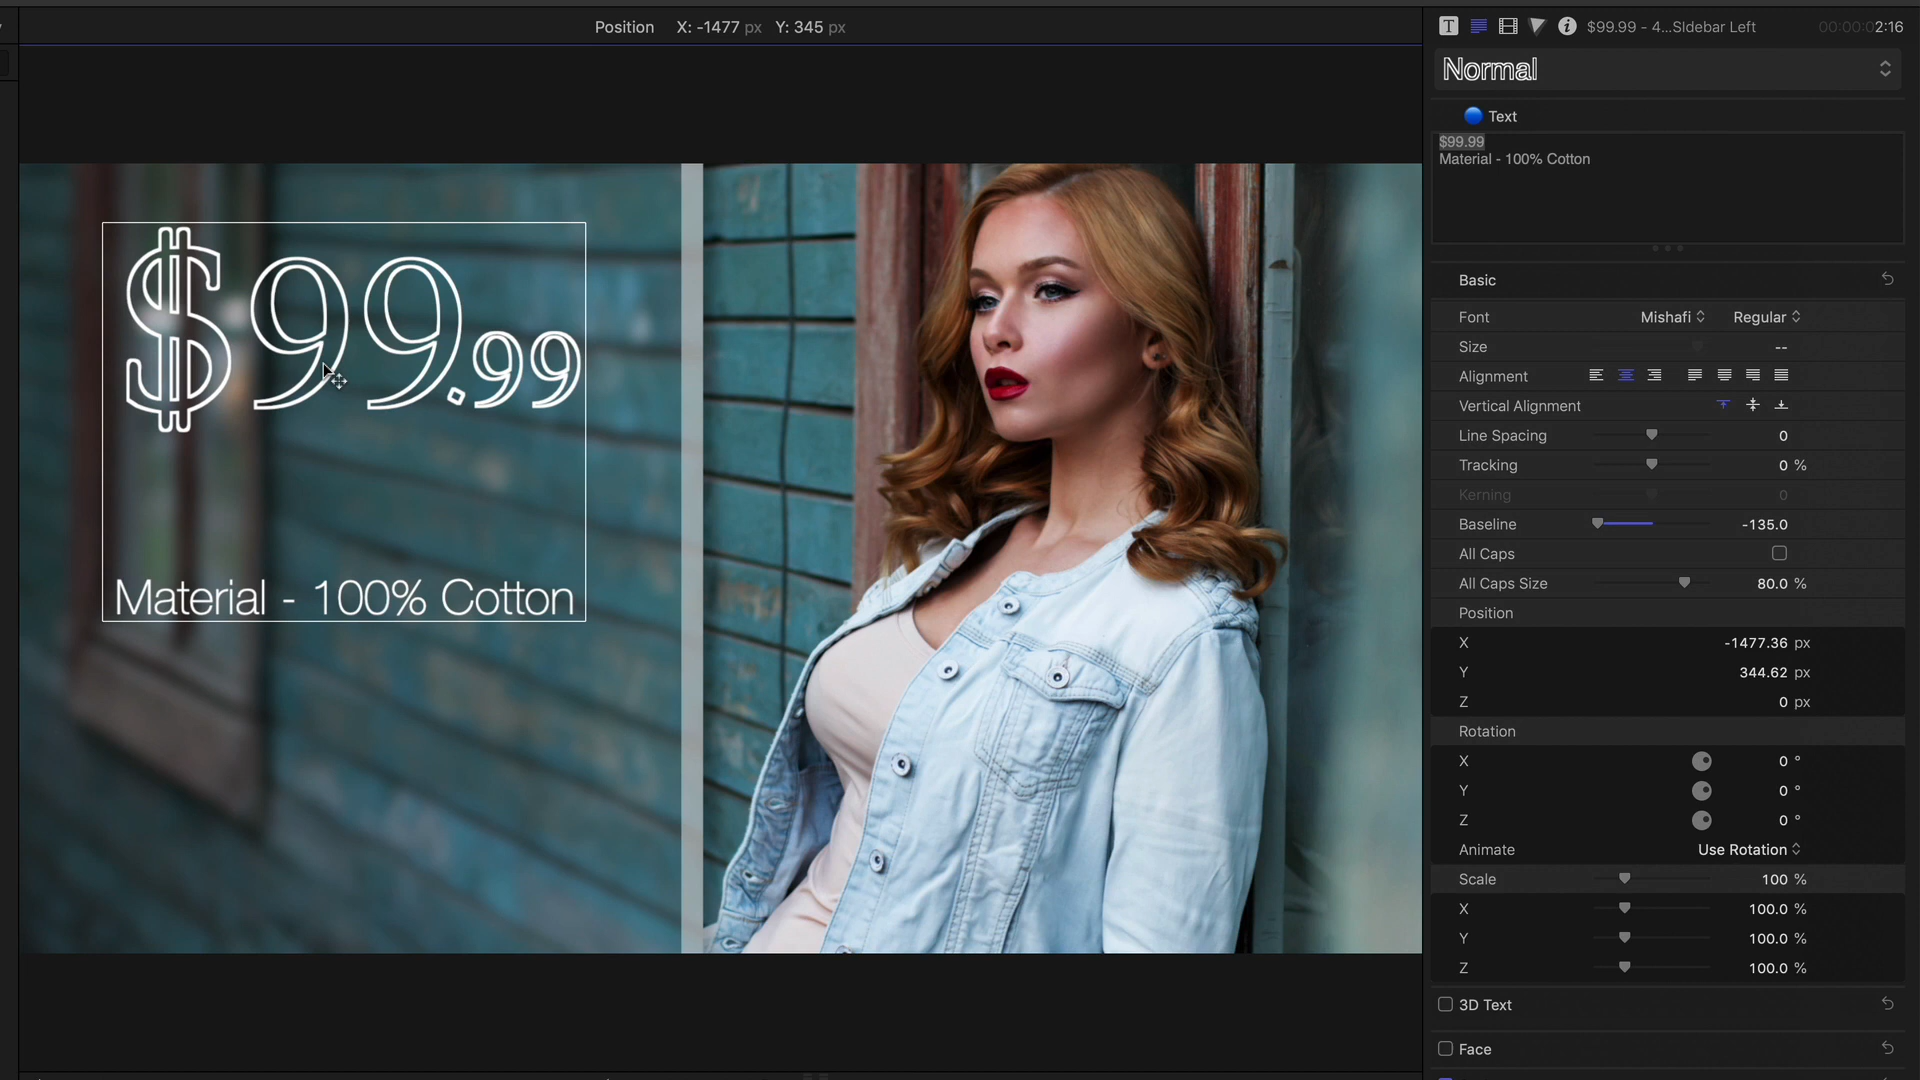 Position X: -1477 px Y: 345 px
T i $99.99 - 4...SIdebar Left 00:00:02:16
Normal
Text
$99.99
Material - 100% Cotton
$99.99
Material - 100% Cotton
Basic
Font Mishafi Regular
Size --
Alignment
Vertical Alignment
Line Spacing 0
Tracking 0 %
Kerning 0
Baseline -135.0
All Caps
All Caps Size 80.0 %
Position
X -1477.36 px
Y 344.62 px
Z 0 px
Rotation
X 0 °
Y 0 °
Z 0 °
Animate Use Rotation
Scale 100 %
X 100.0 %
Y 100.0 %
Z 100.0 %
3D Text
Face